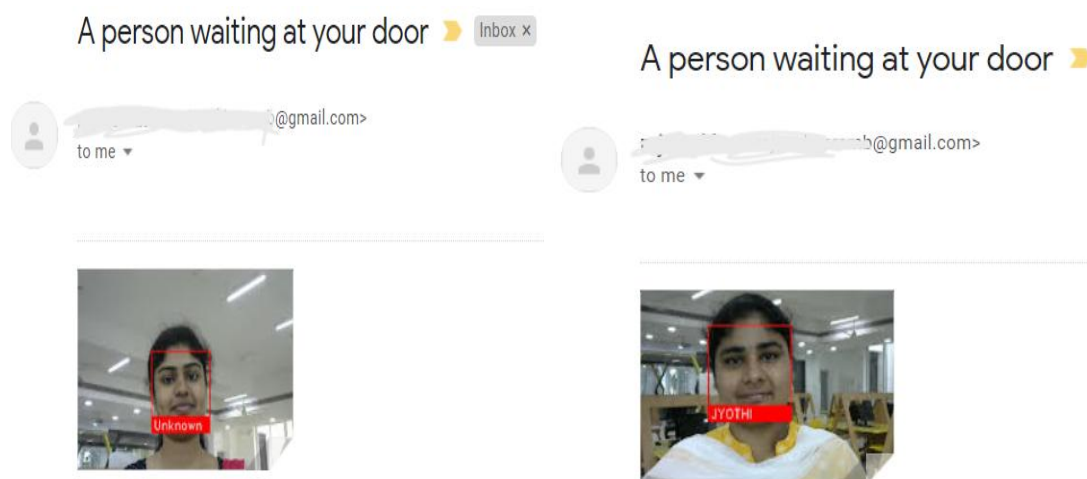 A person waiting at your door Inbox ×
@gmail.com>
to me
Unknown
A person waiting at your door
b@gmail.com>
to me
JYOTHI